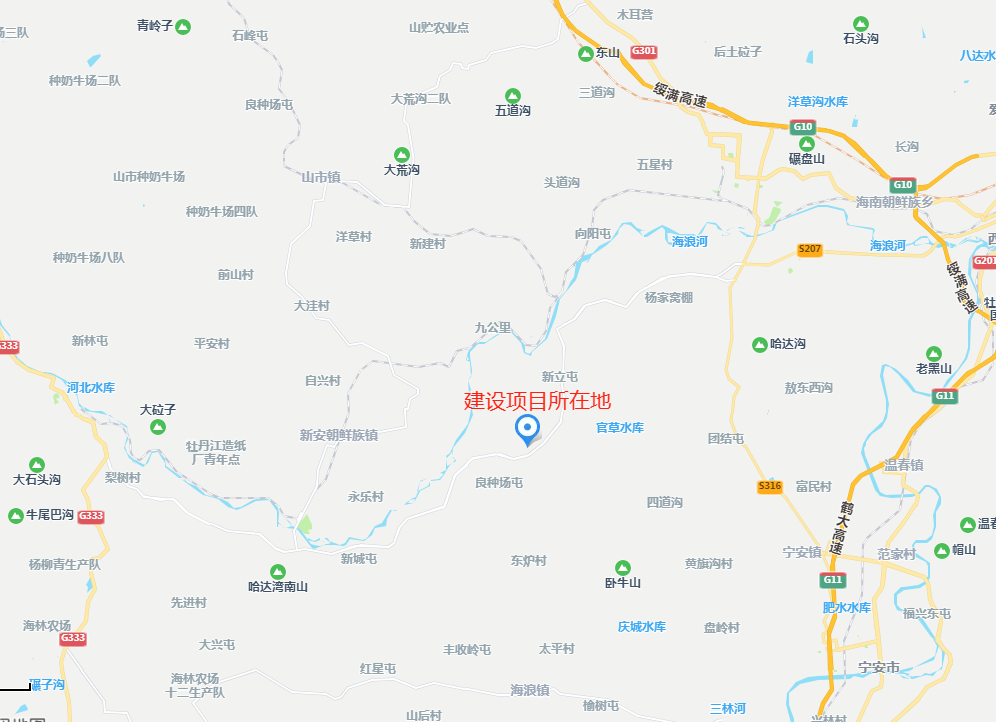 青岭子
石峰屯
山贮农业点
木耳营
石头沟
东山
G301
后土砬子
八达水
场三队
种奶牛场二队
良种场屯
大荒沟二队
五道沟
三道沟
绥满高速
洋草沟水库
G10
碾盘山
长沟
大荒沟
山市镇
山市种奶牛场
头道沟
五星村
G10
海南朝鲜族乡
种奶牛场四队
洋草村
新建村
向阳屯
海浪河
S207
海浪河
G201
种奶牛场八队
前山村
绥满高速
大洼村
杨家窝棚
牡
九公里
G333
新林屯
平安村
哈达沟
老黑山
河北水库
自兴村
新立屯
敖东西沟
G11
建设项目所在地
大砬子
新安朝鲜族镇
官草水库
团结屯
牡丹江造纸
厂青年点
大石头沟
梨树村
良种场屯
温春镇
永乐村
四道沟
S316
富民村
牛尾巴沟
G333
鹤大高速
温春
新城屯
东炉村
黄旗沟村
宁安镇
范家村
帽山
杨柳青生产队
哈达湾南山
卧牛山
G11
先进村
肥水水库
福兴东屯
海林农场
G333
庆城水库
盘岭村
大兴屯
丰收岭屯
太平村
红星屯
宁安市
碾子沟
海林农场
十二生产队
海浪镇
榆树屯
三林河
山后村
兴林村